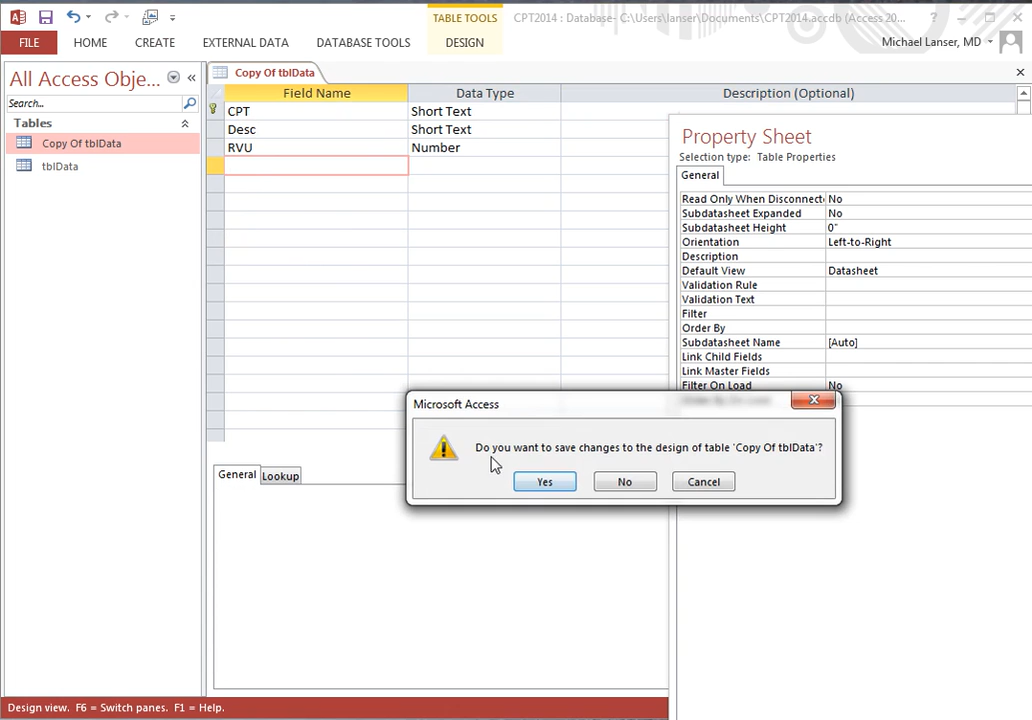 TABLE TOOLS
CPT2014 : Database- C:\Users\lanser\Documents\CPT2014.accdb (Access 20...
?
FILE
HOME
CREATE
EXTERNAL DATA
DATABASE TOOLS
DESIGN
Michael Lanser, MD
All Access Obje...
Search...
Tables
Copy Of tblData
tblData
Copy Of tblData
Field Name
Data Type
Description (Optional)
CPT
Short Text
Desc
Short Text
RVU
Number
Property Sheet
Selection type: Table Properties
General
Read Only When Disconnect No
Subdatasheet Expanded No
Subdatasheet Height 0"
Orientation Left-to-Right
Description
Default View Datasheet
Validation Rule
Validation Text
Filter
Order By
Subdatasheet Name [Auto]
Link Child Fields
Link Master Fields
Filter On Load No
Microsoft Access
Do you want to save changes to the design of table 'Copy Of tblData'?
Yes
No
Cancel
General
Lookup
Design view. F6 = Switch panes. F1 = Help.